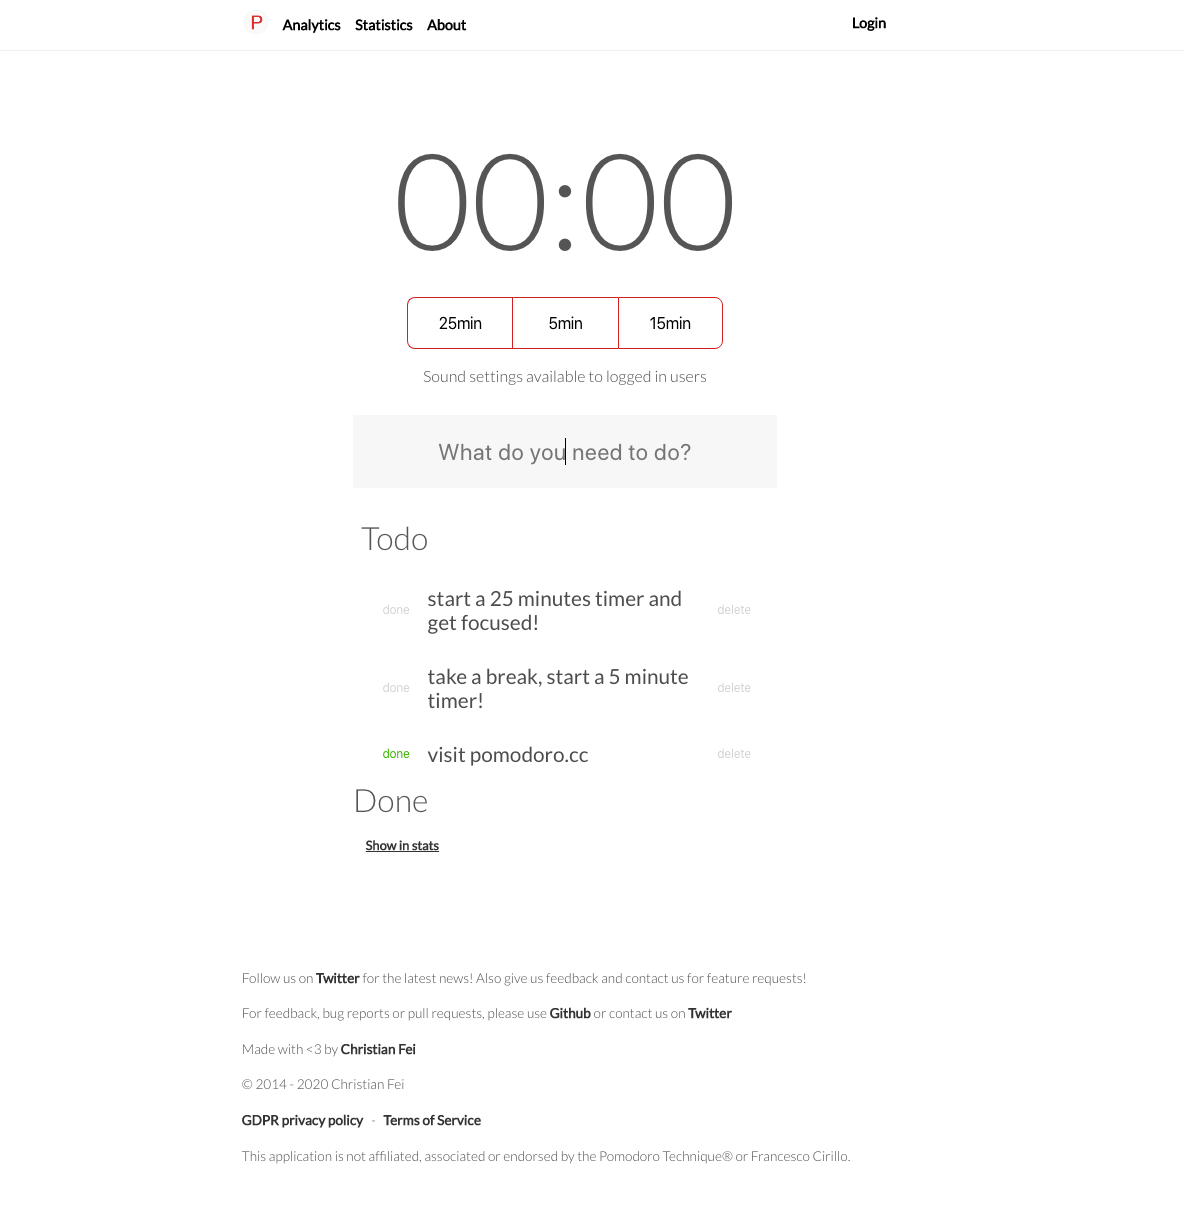 P Analytics Statistics About Login
00:00
25min 5min 15min
Sound settings available to logged in users
What do you need to do?
Todo
done start a 25 minutes timer and delete
get focused!
done take a break, start a 5 minute delete
timer!
done visit pomodoro.cc delete
Done
Show in stats
Follow us on Twitter for the latest news! Also give us feedback and contact us for feature requests!
For feedback, bug reports or pull requests, please use Github or contact us on Twitter
Made with <3 by Christian Fei
© 2014 - 2020 Christian Fei
GDPR privacy policy - Terms of Service
This application is not affiliated, associated or endorsed by the Pomodoro Technique® or Francesco Cirillo.